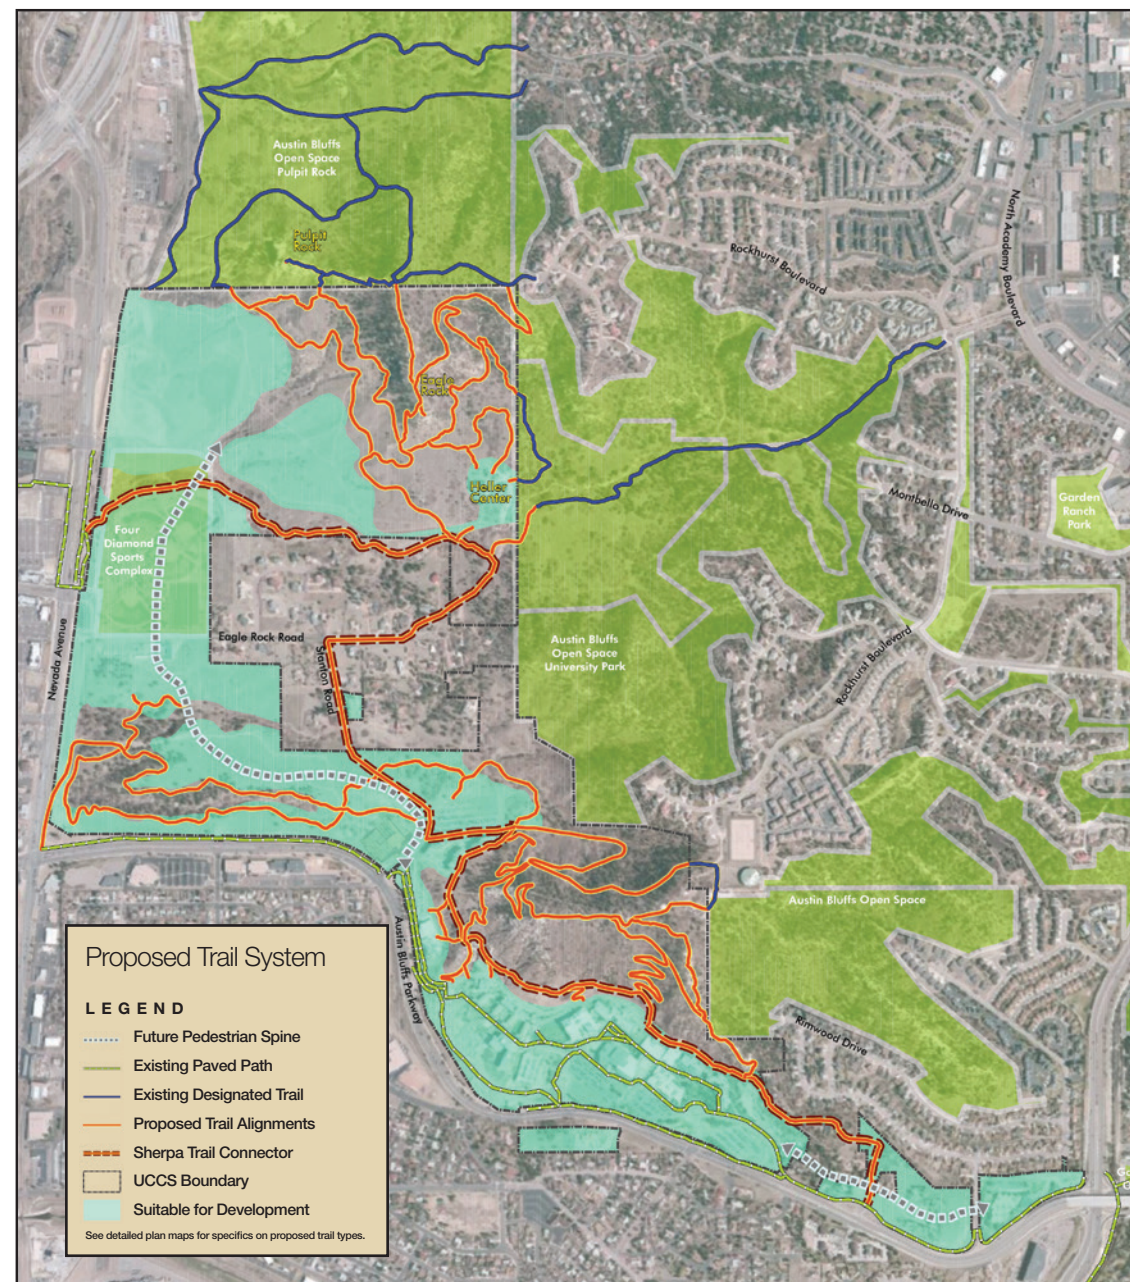 Austin Bluffs
Open Space
Pulpit Rock
Pulpit
Rock
Rockhurst Boulevard
North Academy Boulevard
Eagle
Rock
Heller
Center
Montbella Drive
Garden
Ranch
Park
Four
Diamond
Sports
Complex
Nevada Avenue
Eagle Rock Road
Stanton Road
Austin Bluffs
Open Space
University Park
Rockhurst Boulevard
Austin Bluffs Open Space
Austin Bluffs Parkway
Rimwood Drive
Proposed Trail System
LEGEND
Future Pedestrian Spine
Existing Paved Path
Existing Designated Trail
Proposed Trail Alignments
Sherpa Trail Connector
UCCS Boundary
Suitable for Development
See detailed plan maps for specifics on proposed trail types.